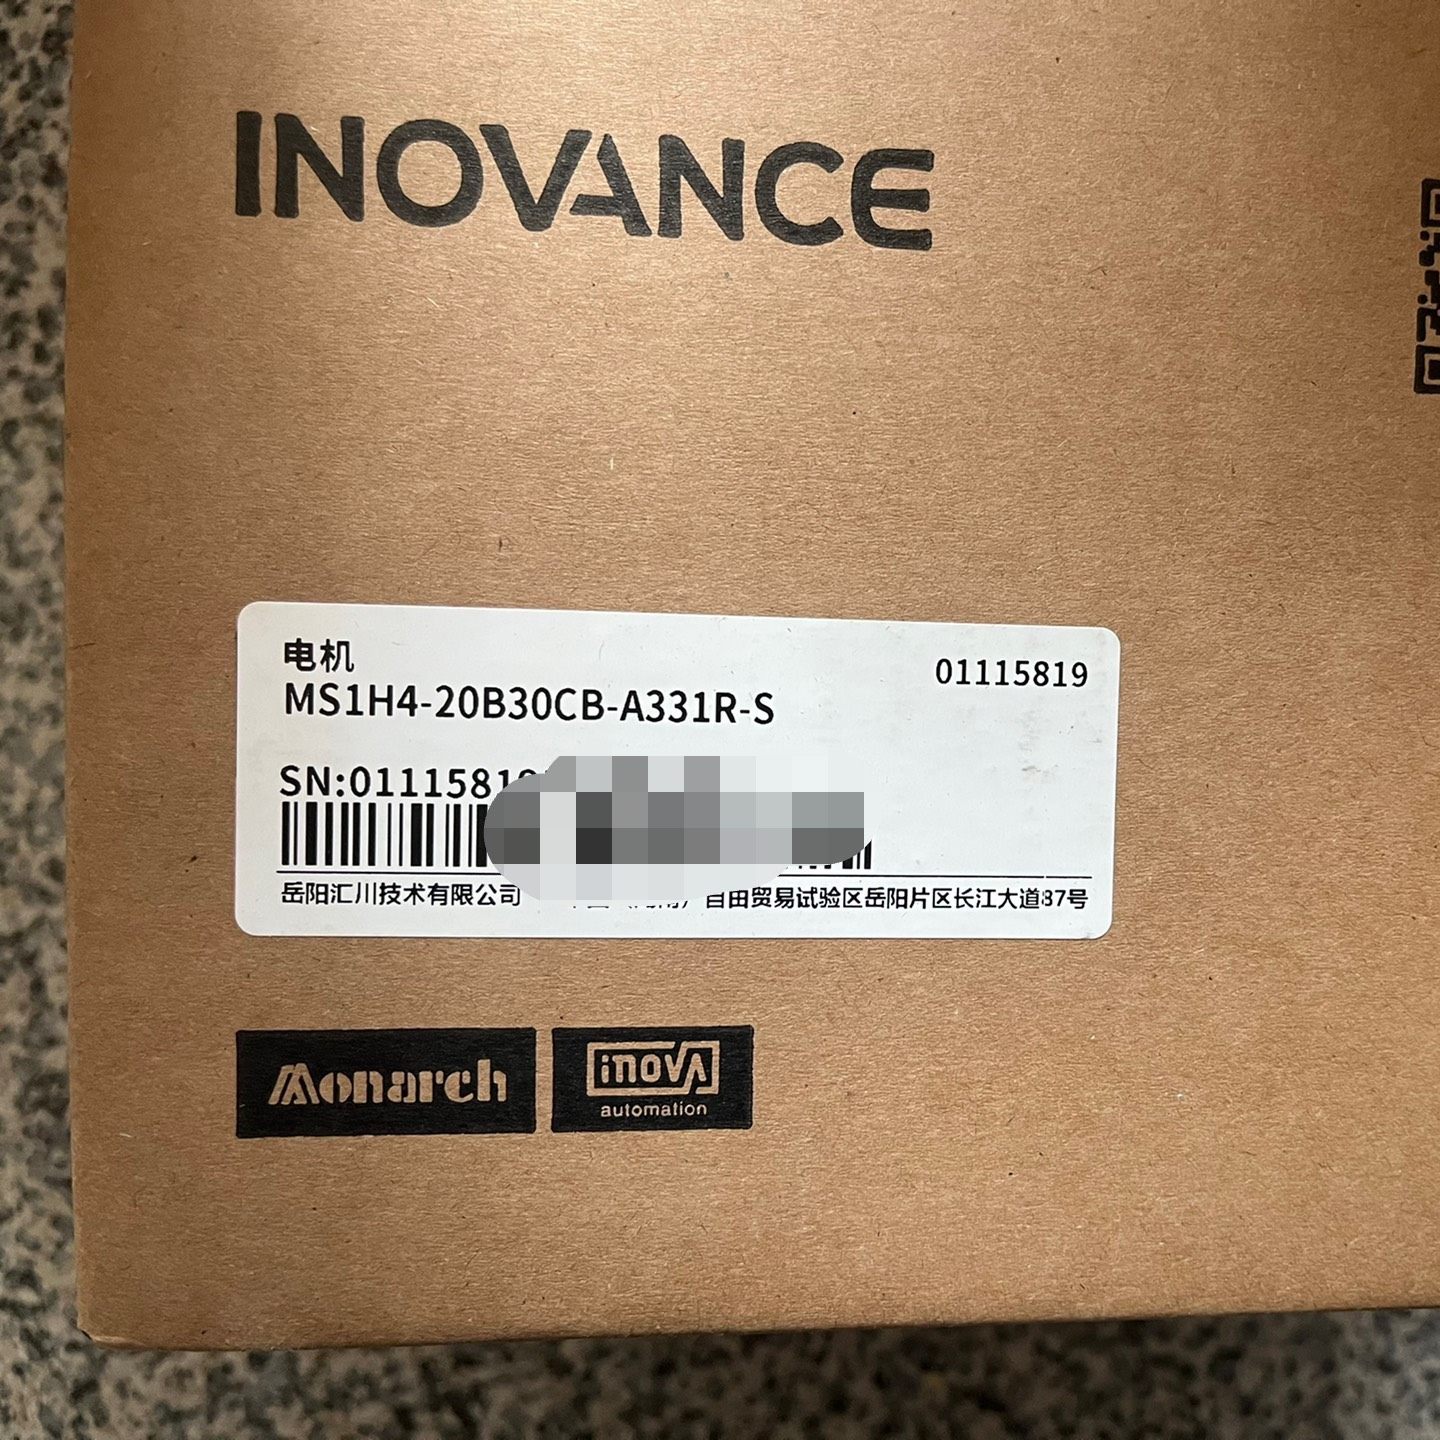 INOVANCE
电机
01115819
MS1H4-20B30CB-A331R-S
SN:0111581
岳阳汇川技术有限公司
自由贸易试验区岳阳片区长江大道87号
Monarch
inovA
automation